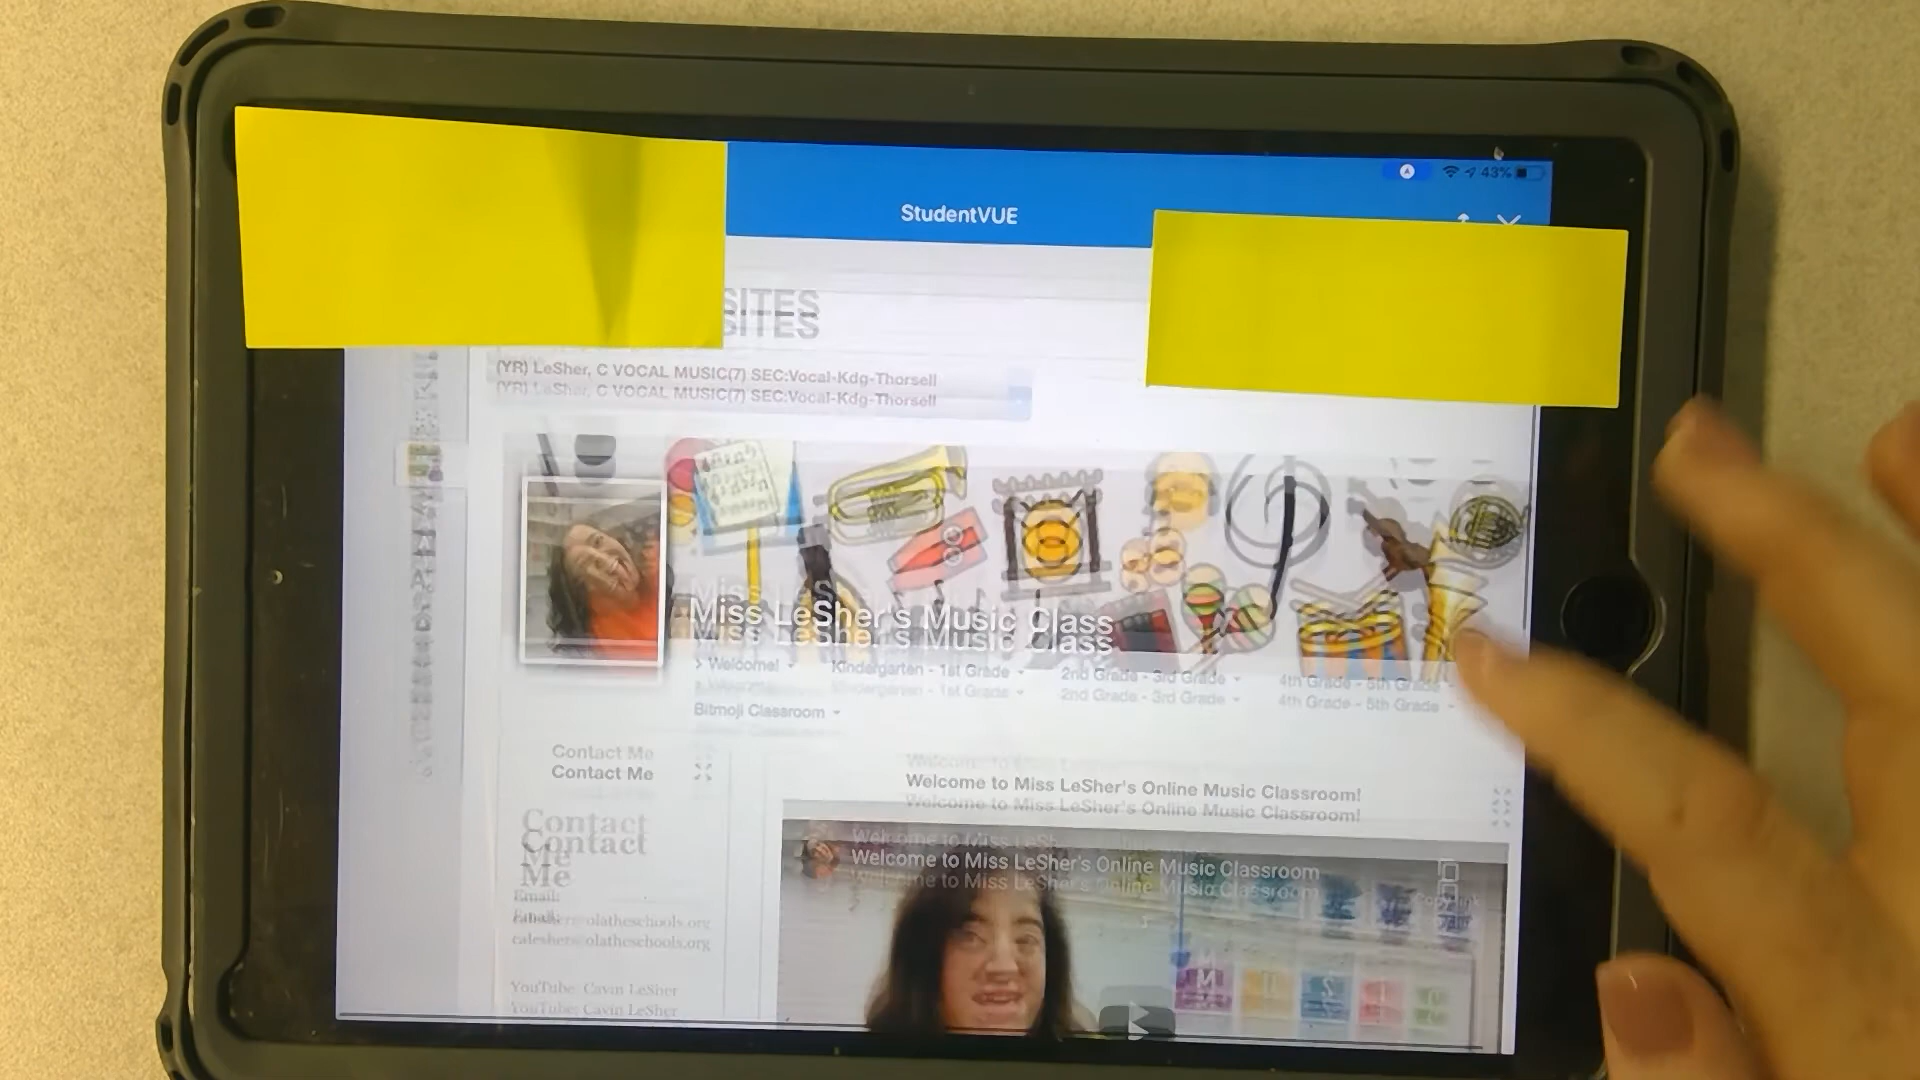 43%
StudentVUE
SITES
(YR) LeSher, C VOCAL MUSIC(7) SEC:Vocal-Kdg-Thorsell
Miss LeSher's Music Class
› Welcome! Kindergarten - 1st Grade 2nd Grade - 3rd Grade 4th Grade - 5th Grade
Bitmoji Classroom
Contact Me
Welcome to Miss LeSher's Online Music Classroom!
Contact
Me
Welcome to Miss LeSher's Online Music Classroom
Copy link
Email:
calesher@olatheschools.org
YouTube: Cavin LeSher